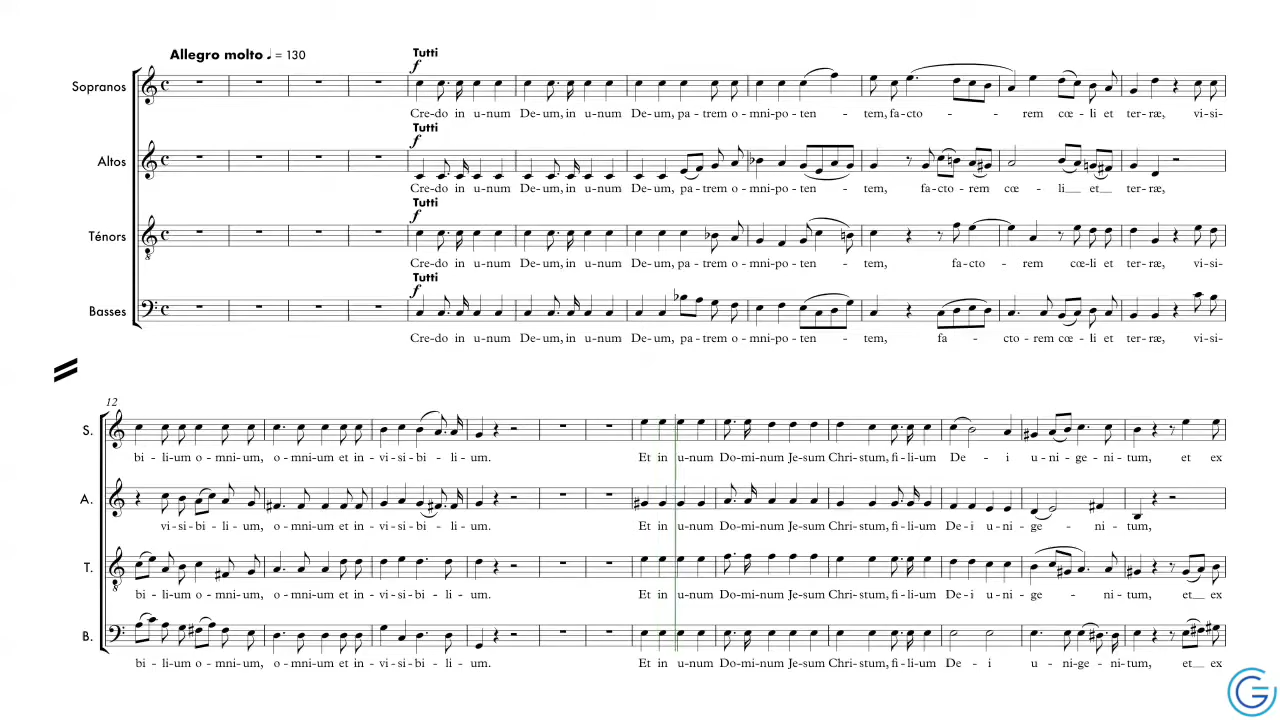 Allegro molto ♩ = 130
Tutti
f
Sopranos
Cre-do in u-num De-um, in u-num De-um, pa-trem o-mni-po-ten-tem, fa-cto-rem cœ-li et ter-ræ, vi-si-
Tutti
f
Altos
Cre-do in u-num De-um, in u-num De-um, pa-trem o-mni-po-ten-tem, fa-cto-rem cœ-li et ter-ræ,
Tutti
f
Ténors
Cre-do in u-num De-um, in u-num De-um, pa-trem o-mni-po-ten-tem, fa-cto-rem cœ-li et ter-ræ, vi-si-
Tutti
f
Basses
Cre-do in u-num De-um, in u-num De-um, pa-trem o-mni-po-ten-tem, fa-cto-rem cœ-li et ter-ræ, vi-si-
12
S.
bi-li-um o-mni-um, o-mni-um et in-vi-si-bi-li-um. Et in u-num Do-mi-num Je-sum Chri-stum, fi-li-um De-i u-ni-ge-ni-tum, et ex
A.
vi-si-bi-li-um, o-mni-um et in-vi-si-bi-li-um. Et in u-num Do-mi-num Je-sum Chri-stum, fi-li-um De-i u-ni-ge-ni-tum,
T.
bi-li-um o-mni-um, o-mni-um et in-vi-si-bi-li-um. Et in u-num Do-mi-num Je-sum Chri-stum, fi-li-um De-i u-ni-ge-ni-tum, et ex
B.
bi-li-um o-mni-um, o-mni-um et in-vi-si-bi-li-um. Et in u-num Do-mi-num Je-sum Chri-stum, fi-li-um De-i u-ni-ge-ni-tum, et ex